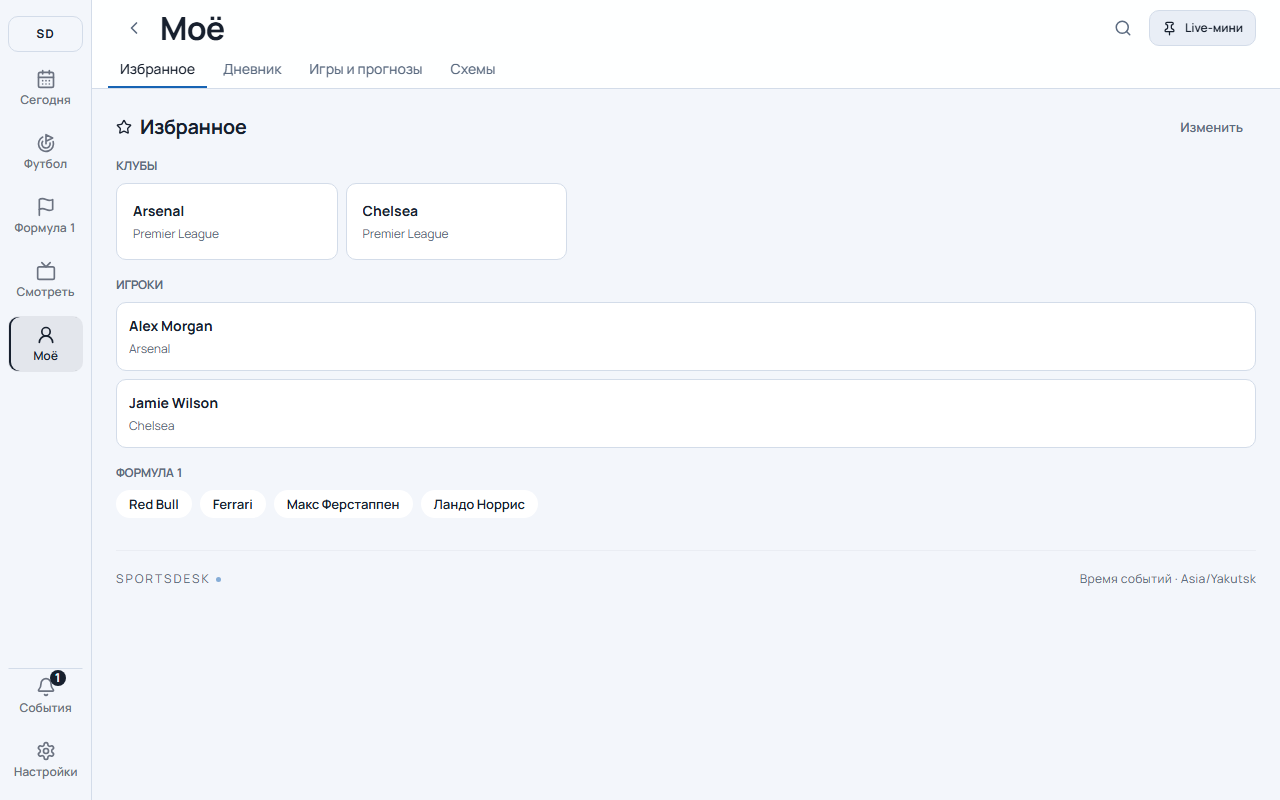 SD
Сегодня
Футбол
Формула 1
Смотреть
Моё
1
События
Настройки
Моё
Live-мини
Избранное
Дневник
Игры и прогнозы
Схемы
Избранное
Изменить
КЛУБЫ
Arsenal
Premier League
Chelsea
Premier League
ИГРОКИ
Alex Morgan
Arsenal
Jamie Wilson
Chelsea
ФОРМУЛА 1
Red Bull
Ferrari
Макс Ферстаппен
Ландо Норрис
SPORTSDESK
Время событий · Asia/Yakutsk